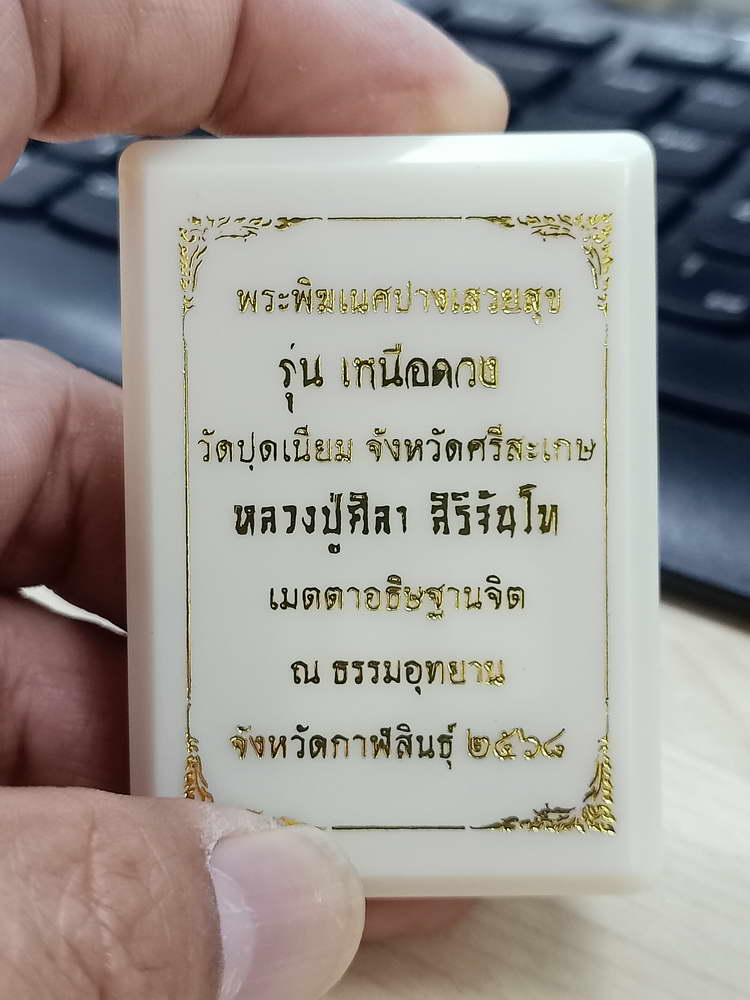 พระพิฆเนศปางเสวยสุข
รุ่น เหนือดวง
วัดปุดเนียม จังหวัดศรีสะเกษ
หลวงปู่ศิลา สิริจันโท
เมตตาอธิษฐานจิต
ณ ธรรมอุทยาน
จังหวัดกาฬสินธุ์ ๒๕๖๘